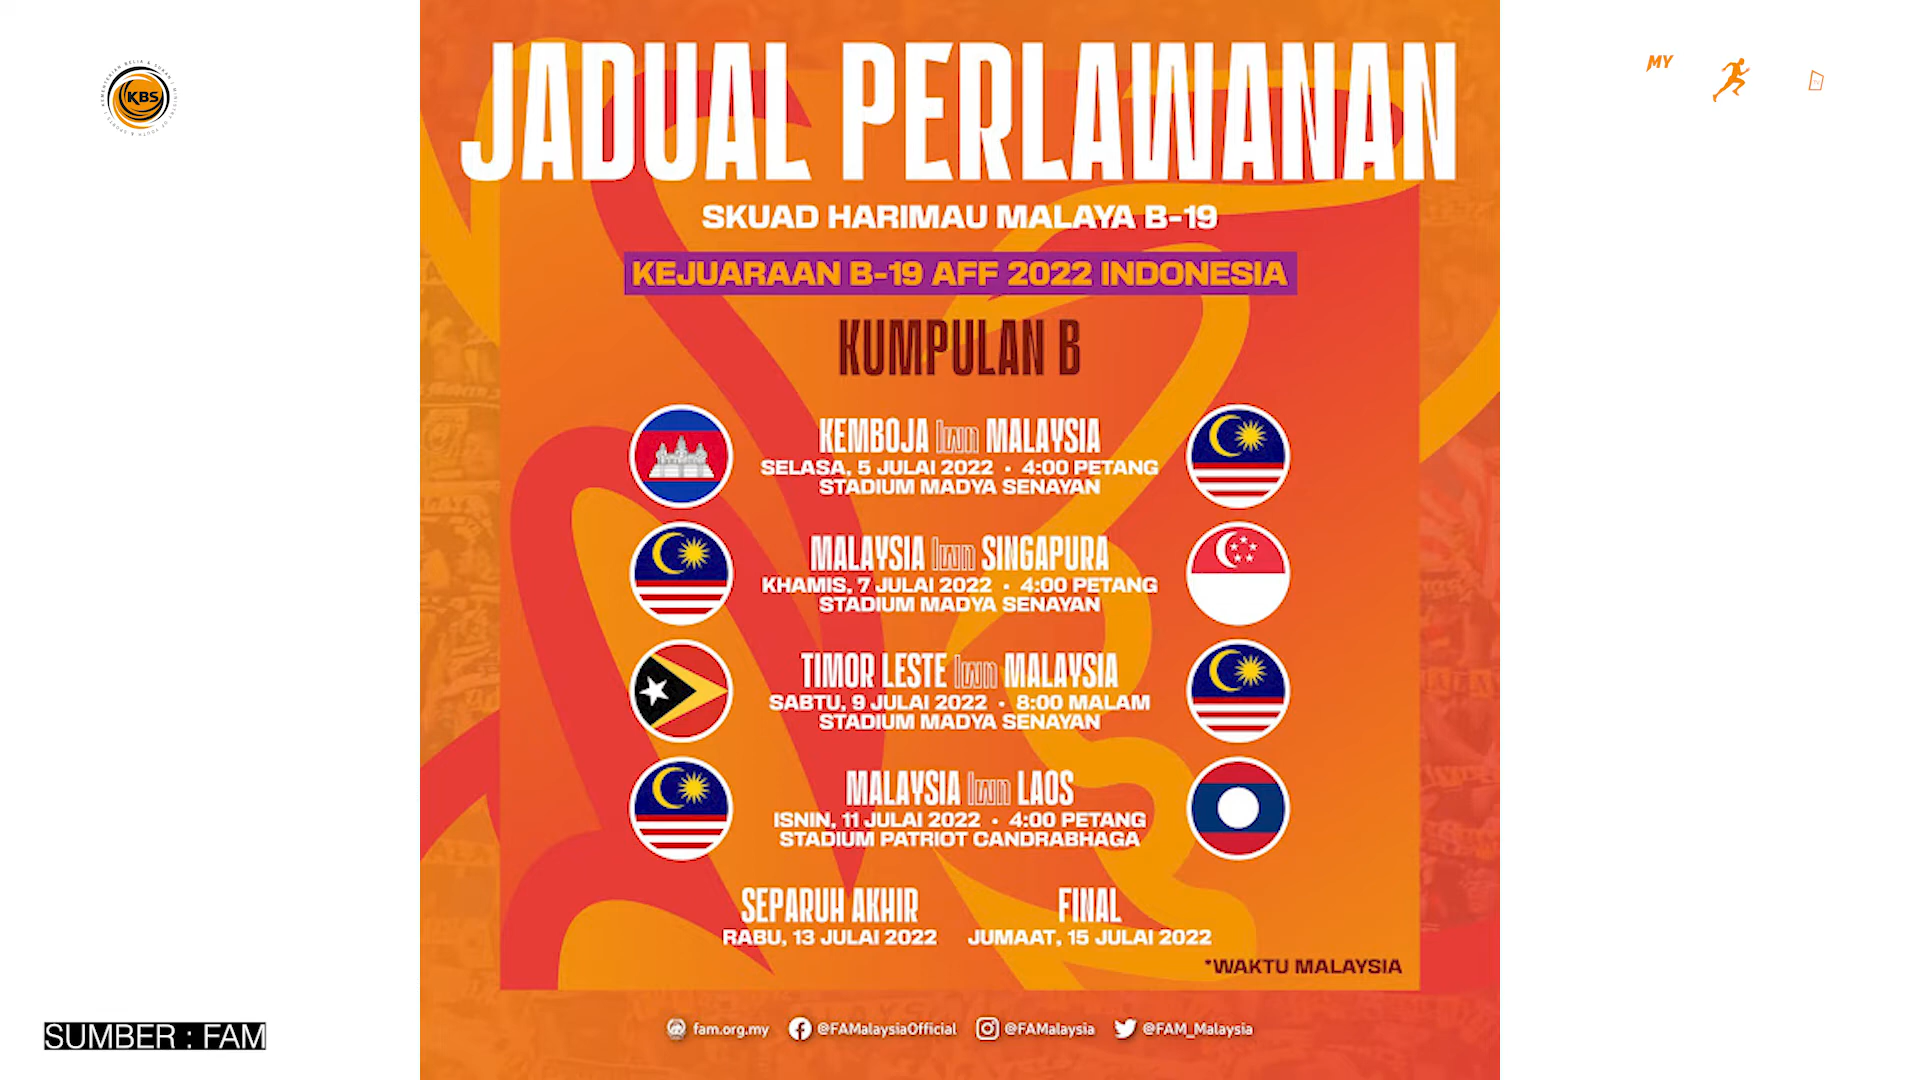 KBS
MY
JADUAL PERLAWANAN
SKUAD HARIMAU MALAYA B-19
KEJUARAAN B-19 AFF 2022 INDONESIA
KUMPULAN B
KEMBOJA lwn MALAYSIA
SELASA, 5 JULAI 2022 • 4:00 PETANG
STADIUM MADYA SENAYAN
MALAYSIA lwn SINGAPURA
KHAMIS, 7 JULAI 2022 • 4:00 PETANG
STADIUM MADYA SENAYAN
TIMOR LESTE lwn MALAYSIA
SABTU, 9 JULAI 2022 • 8:00 MALAM
STADIUM MADYA SENAYAN
MALAYSIA lwn LAOS
ISNIN, 11 JULAI 2022 • 4:00 PETANG
STADIUM PATRIOT CANDRABHAGA
SEPARUH AKHIR
RABU, 13 JULAI 2022
FINAL
JUMAAT, 15 JULAI 2022
*WAKTU MALAYSIA
fam.org.my @FAMalaysiaOfficial @FAMalaysia @FAM_Malaysia
SUMBER : FAM